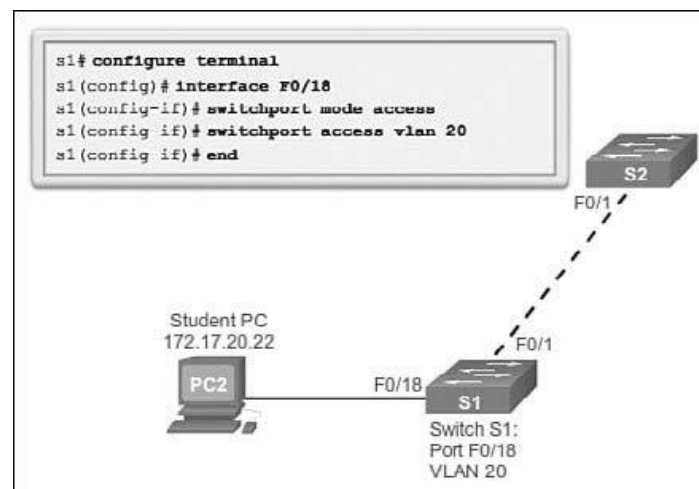 s1# configure terminal
s1(config)# interface F0/18
s1(config-if)# switchport mode access
s1(config if)# switchport access vlan 20
s1(config if)# end
S2
F0/1
Student PC
172.17.20.22
F0/1
PC2
F0/18
S1
Switch S1:
Port F0/18
VLAN 20